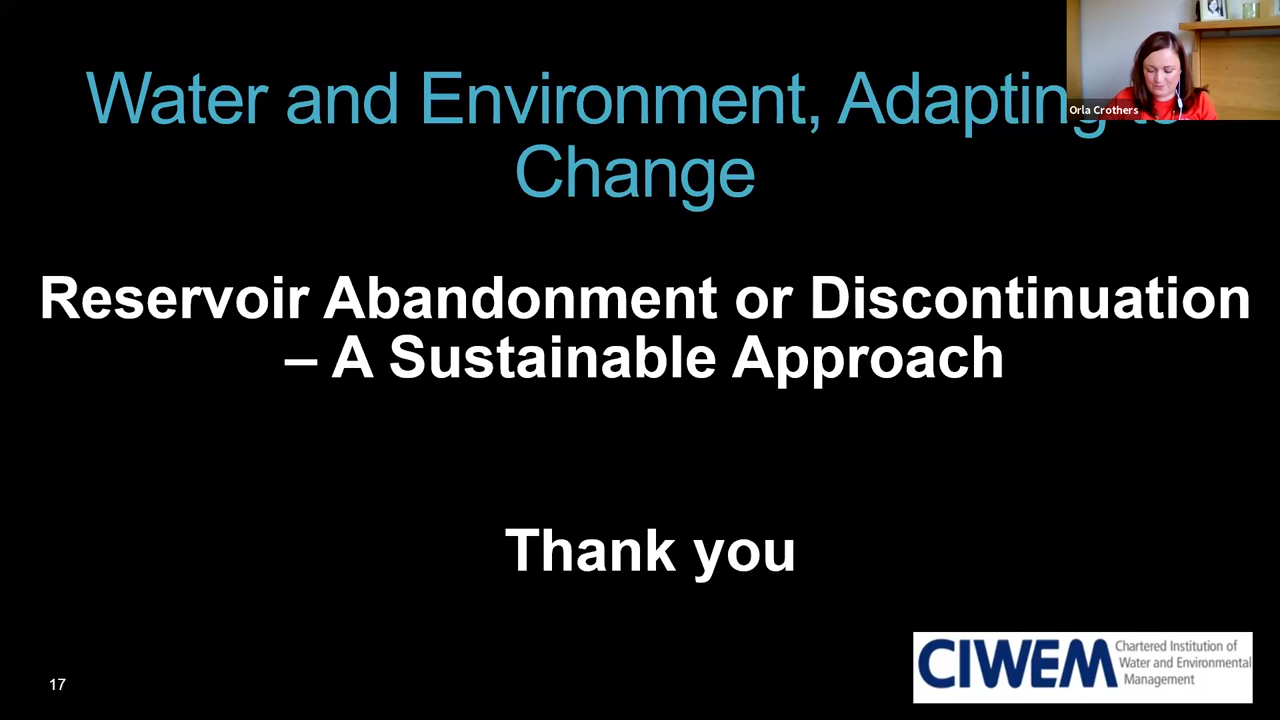 Water and Environment, Adapting to
Change
Orla Crothers
Reservoir Abandonment or Discontinuation
– A Sustainable Approach
Thank you
CIWEM
Chartered Institution of
Water and Environmental
Management
17